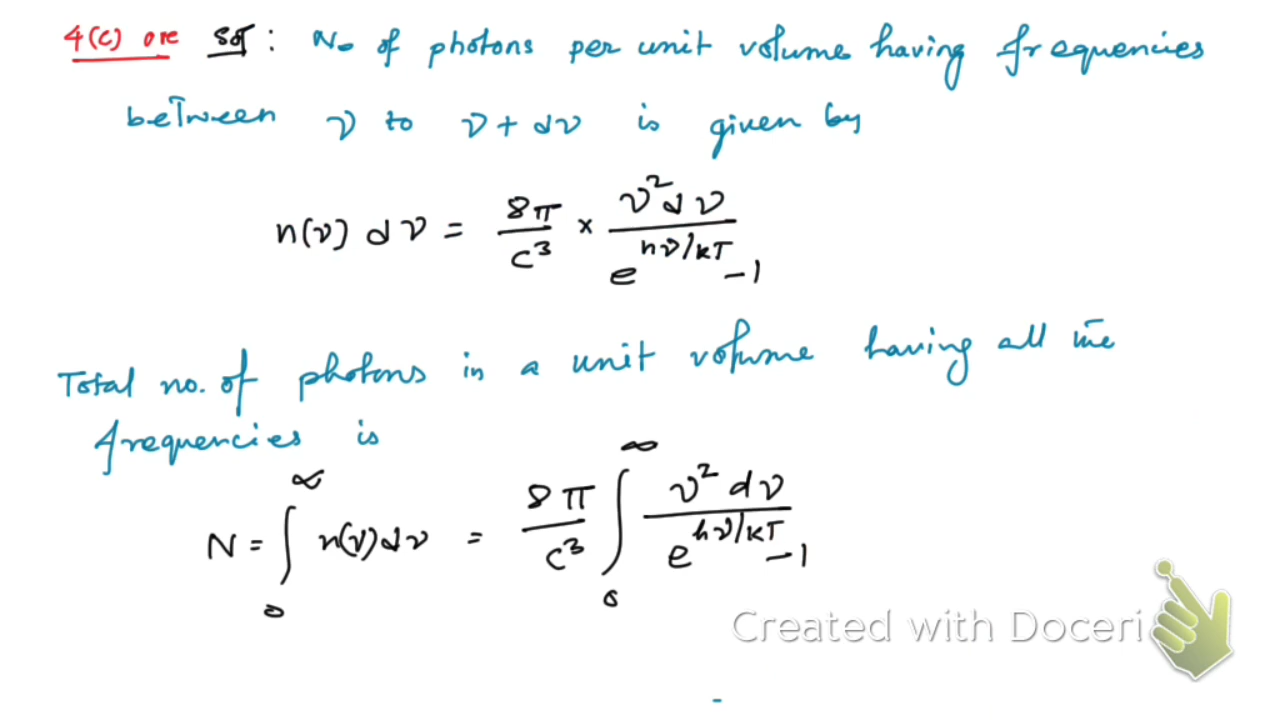 4(c) ore Sol : No of photons per unit volume having frequencies
between ν to ν + dν is given by
n(ν) dν = 8π/c³ × ν² dν / e^(hν/kT) - 1
Total no. of photons in a unit volume having all the
frequencies is
N = ∫₀^∞ n(ν) dν = 8π/c³ ∫₀^∞ ν² dν / e^(hν/kT) - 1
Created with Doceri